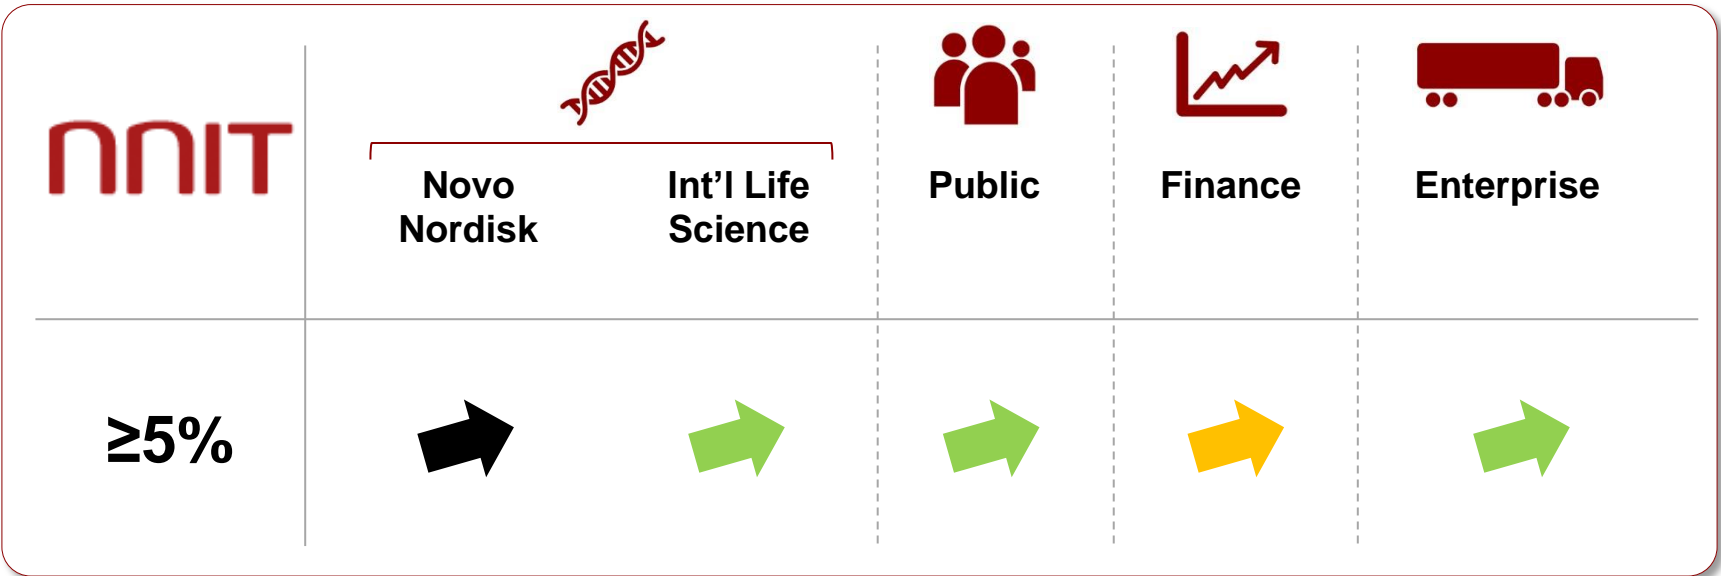 nnIT
Novo
Nordisk
Int’l Life
Science
Public
Finance
Enterprise
≥5%